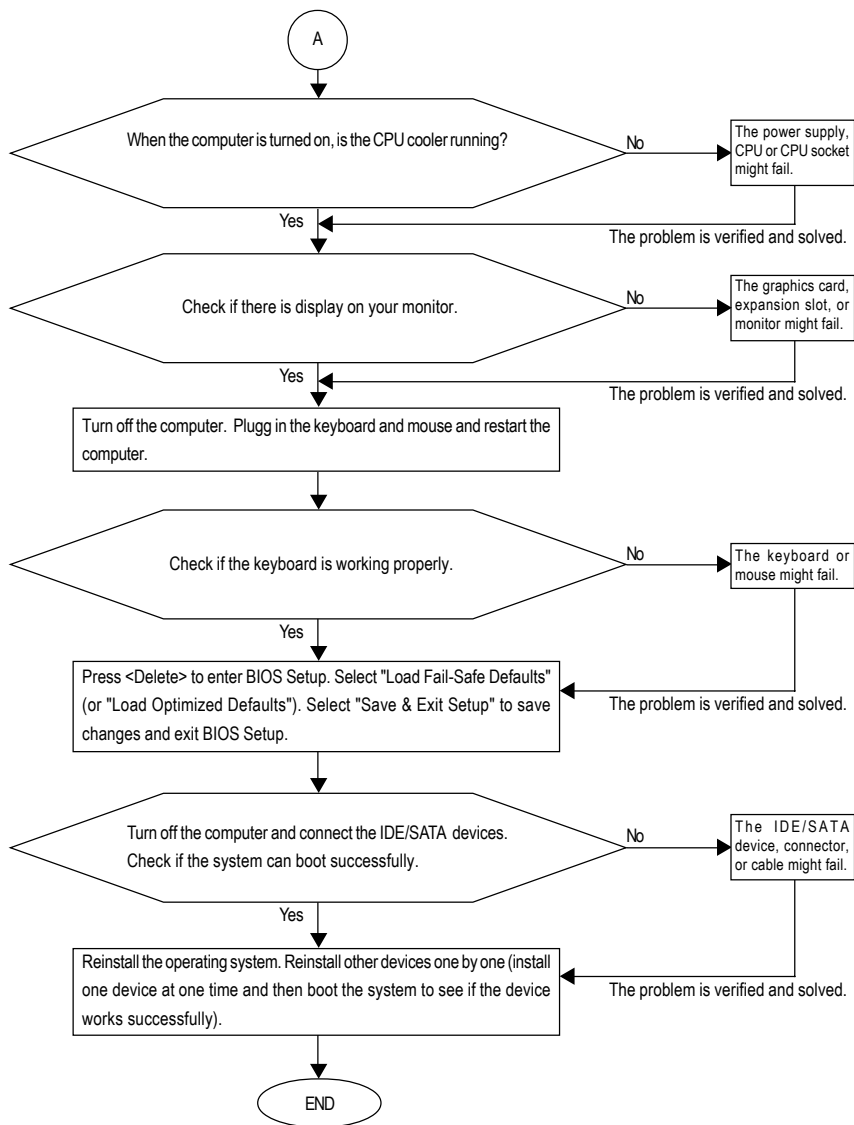 A
When the computer is turned on, is the CPU cooler running?
No
The power supply,
CPU or CPU socket
might fail.
Yes
The problem is verified and solved.
Check if there is display on your monitor.
No
The graphics card,
expansion slot, or
monitor might fail.
Yes
The problem is verified and solved.
Turn off the computer. Plugg in the keyboard and mouse and restart the
computer.
Check if the keyboard is working properly.
No
The keyboard or
mouse might fail.
Yes
Press <Delete> to enter BIOS Setup. Select "Load Fail-Safe Defaults"
(or "Load Optimized Defaults"). Select "Save & Exit Setup" to save
changes and exit BIOS Setup.
The problem is verified and solved.
Turn off the computer and connect the IDE/SATA devices.
Check if the system can boot successfully.
No
The IDE/SATA
device, connector,
or cable might fail.
Yes
Reinstall the operating system. Reinstall other devices one by one (install
one device at one time and then boot the system to see if the device
works successfully).
The problem is verified and solved.
END